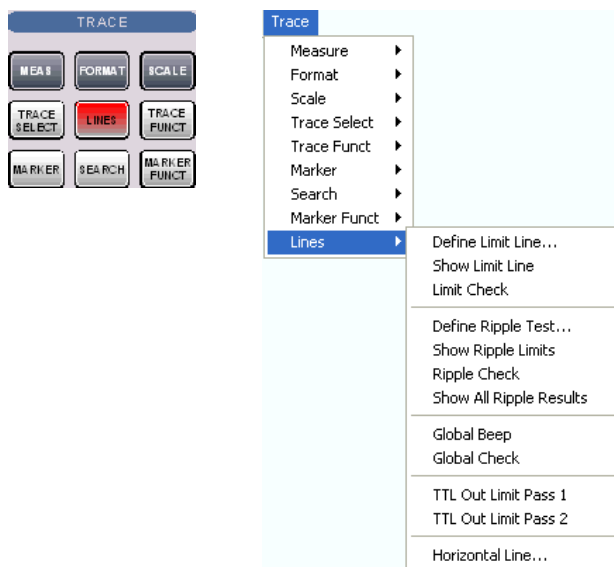 TRACE
MEAS
FORMAT
SCALE
TRACE
SELECT
LINES
TRACE
FUNCT
MARKER
SEARCH
MARKER
FUNCT
Trace
Measure
Format
Scale
Trace Select
Trace Funct
Marker
Search
Marker Funct
Lines
Define Limit Line...
Show Limit Line
Limit Check
Define Ripple Test...
Show Ripple Limits
Ripple Check
Show All Ripple Results
Global Beep
Global Check
TTL Out Limit Pass 1
TTL Out Limit Pass 2
Horizontal Line...